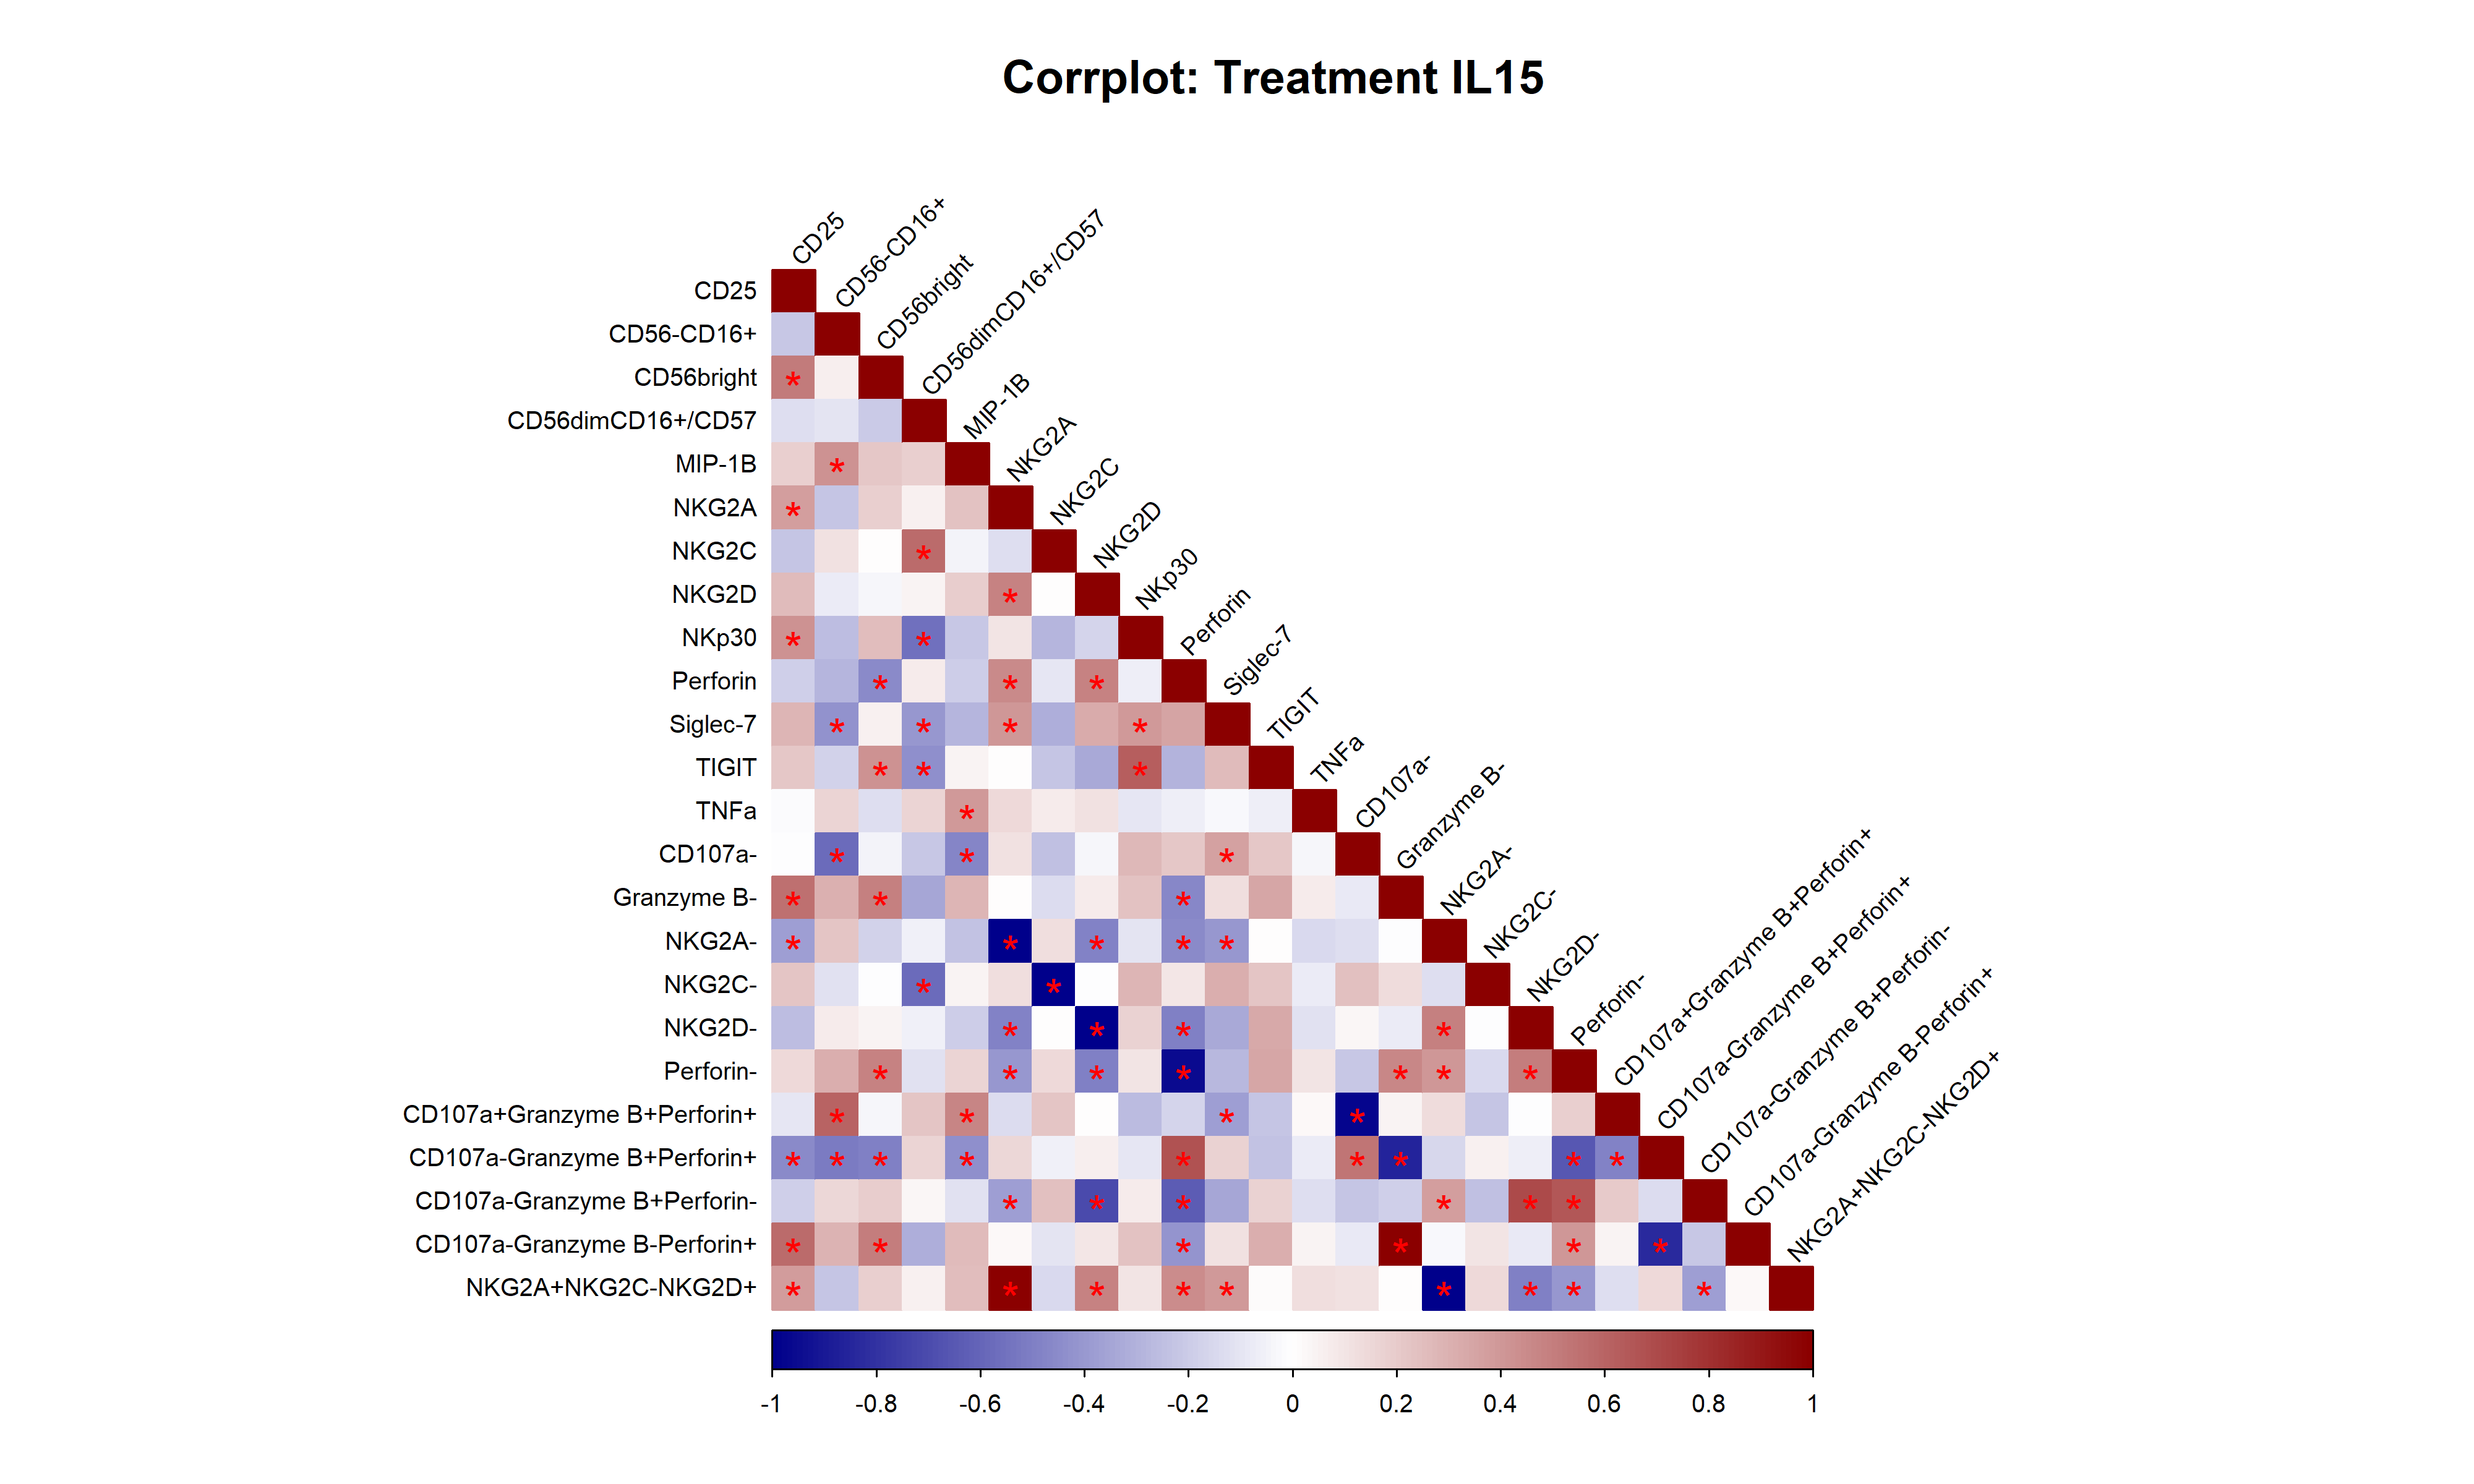 Corrplot: Treatment IL15
CD25
CD56-CD16+
CD56bright
CD56dimCD16+/CD57
MIP-1B
NKG2A
NKG2C
NKG2D
NKp30
Perforin
Siglec-7
TIGIT
TNFa
CD107a-
Granzyme B-
NKG2A-
NKG2C-
NKG2D-
Perforin-
CD107a+Granzyme B+Perforin+
CD107a-Granzyme B+Perforin+
CD107a-Granzyme B+Perforin-
CD107a-Granzyme B-Perforin+
NKG2A+NKG2C-NKG2D+
CD25
CD56-CD16+
CD56bright
CD56dimCD16+/CD57
MIP-1B
NKG2A
NKG2C
NKG2D
NKp30
Perforin
Siglec-7
TIGIT
TNFa
CD107a-
Granzyme B-
NKG2A-
NKG2C-
NKG2D-
Perforin-
CD107a+Granzyme B+Perforin+
CD107a-Granzyme B+Perforin+
CD107a-Granzyme B+Perforin-
CD107a-Granzyme B-Perforin+
NKG2A+NKG2C-NKG2D+
-1 -0.8 -0.6 -0.4 -0.2 0 0.2 0.4 0.6 0.8 1